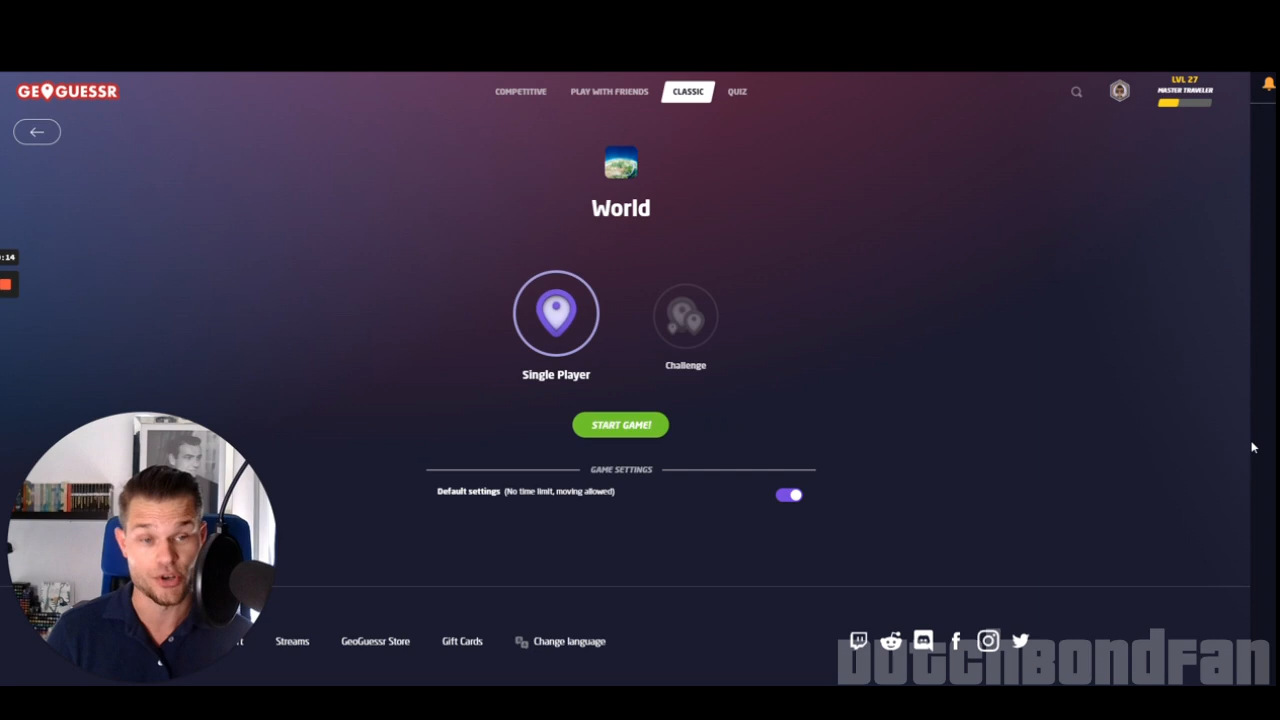 GEOGUESSR
COMPETITIVE
PLAY WITH FRIENDS
CLASSIC
QUIZ
LVL 27
MASTER TRAVELER
World
:14
Single Player
Challenge
START GAME!
GAME SETTINGS
Default settings (No time limit, moving allowed)
Streams
GeoGuessr Store
Gift Cards
Change language
DUTCHBONDFAN